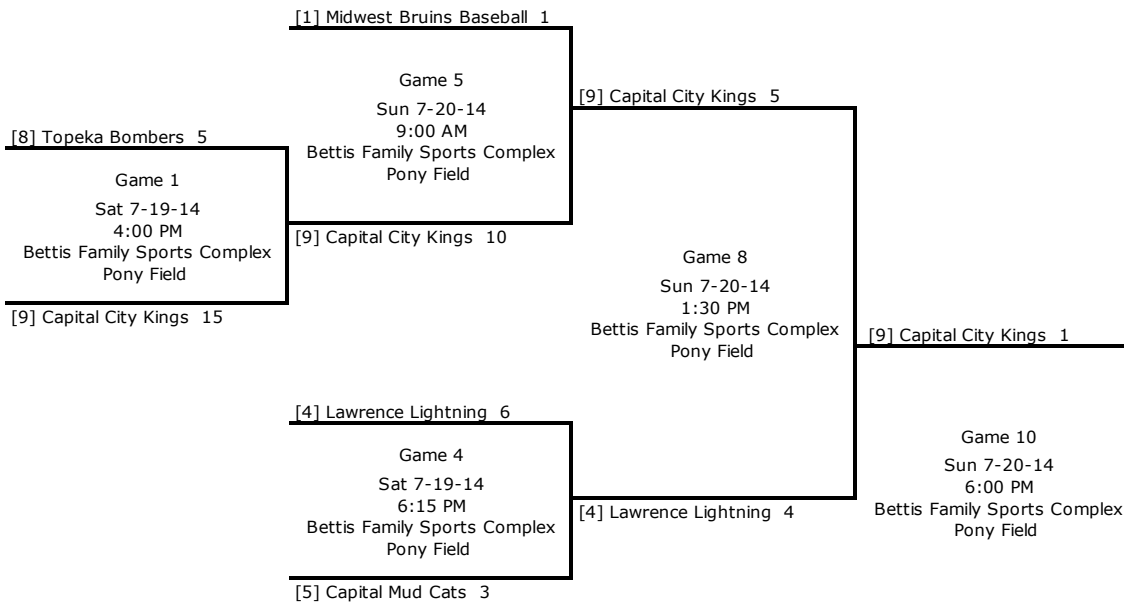 [1] Midwest Bruins Baseball 1
Game 5
Sun 7-20-14
9:00 AM
Bettis Family Sports Complex
Pony Field
[9] Capital City Kings 5
[8] Topeka Bombers 5
Game 1
Sat 7-19-14
4:00 PM
Bettis Family Sports Complex
Pony Field
[9] Capital City Kings 10
[9] Capital City Kings 15
Game 8
Sun 7-20-14
1:30 PM
Bettis Family Sports Complex
Pony Field
[9] Capital City Kings 1
[4] Lawrence Lightning 6
Game 4
Sat 7-19-14
6:15 PM
Bettis Family Sports Complex
Pony Field
[4] Lawrence Lightning 4
Game 10
Sun 7-20-14
6:00 PM
Bettis Family Sports Complex
Pony Field
[5] Capital Mud Cats 3